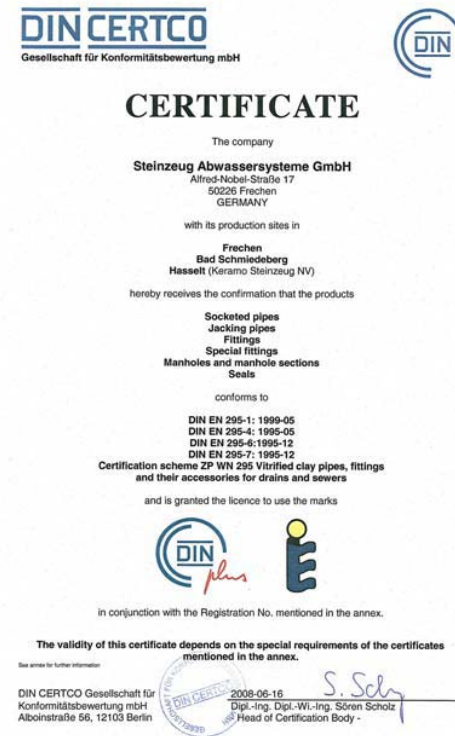 DIN CERTCO
Gesellschaft für Konformitätsbewertung mbH
DIN
CERTIFICATE
The company
Steinzeug Abwassersysteme GmbH
Alfred-Nobel-Straße 17
50226 Frechen
GERMANY
with its production sites in
Frechen
Bad Schmiedeberg
Hasselt (Keramo Steinzeug NV)
hereby receives the confirmation that the products
Socketed pipes
Jacking pipes
Fittings
Special fittings
Manholes and manhole sections
Seals
conforms to
DIN EN 295-1: 1999-05
DIN EN 295-4: 1995-05
DIN EN 295-6:1995-12
DIN EN 295-7: 1995-12
Certification scheme ZP WN 295 Vitrified clay pipes, fittings
and their accessories for drains and sewers
and is granted the licence to use the marks
DIN plus
in conjunction with the Registration No. mentioned in the annex.
The validity of this certificate depends on the special requirements of the certificates
mentioned in the annex.
See annex for further information
DIN CERTCO Gesellschaft für
Konformitätsbewertung mbH
Alboinstraße 56, 12103 Berlin
DIN CERTCO
2008-06-16
Dipl.-Ing. Dipl.-Wi.-Ing. Sören Scholz
- Head of Certification Body -